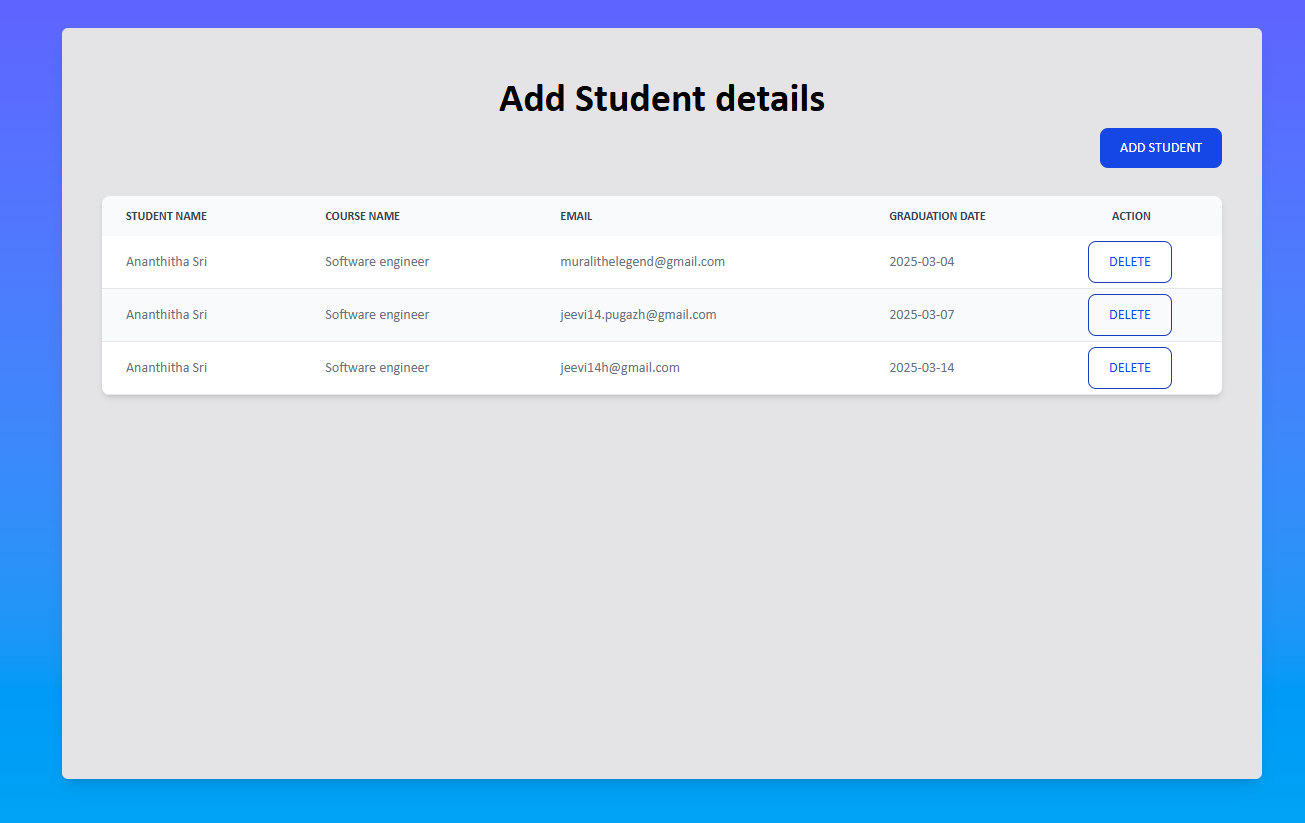 Add Student details
ADD STUDENT
STUDENT NAME COURSE NAME EMAIL GRADUATION DATE ACTION
Ananthitha Sri Software engineer muralithelegend@gmail.com 2025-03-04 DELETE
Ananthitha Sri Software engineer jeevi14.pugazh@gmail.com 2025-03-07 DELETE
Ananthitha Sri Software engineer jeevi14h@gmail.com 2025-03-14 DELETE